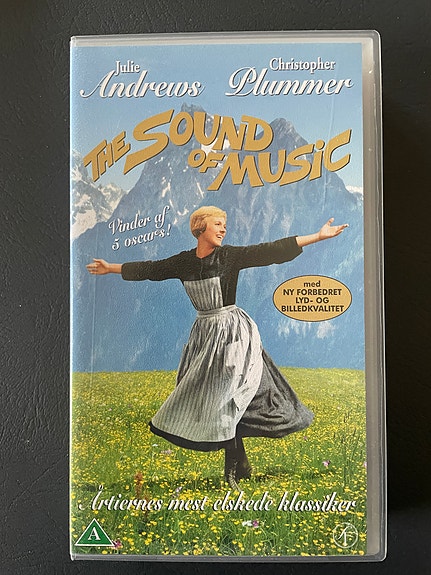 Julie Christopher
Andrews Plummer
THE SOUND
OF MUSIC
Vinder af
5 oscars!
med
NY FORBEDRET
LYD- OG
BILLEDKVALITET
Årtiernes mest elskede klassiker
A
SF